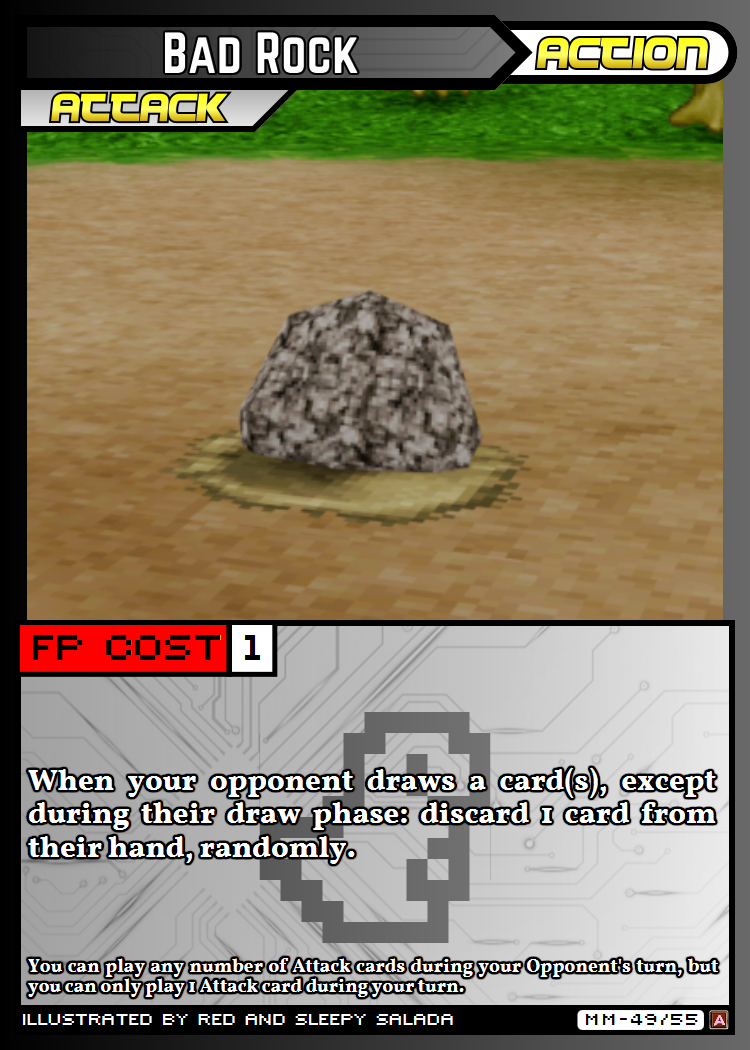 Bad Rock
ACTION
ATTACK
FP COST 1
When your opponent draws a card(s), except
during their draw phase: discard 1 card from
their hand, randomly.
You can play any number of Attack cards during your Opponent's turn, but
you can only play 1 Attack card during your turn.
ILLUSTRATED BY RED AND SLEEPY SALADA
MM-49/55 A